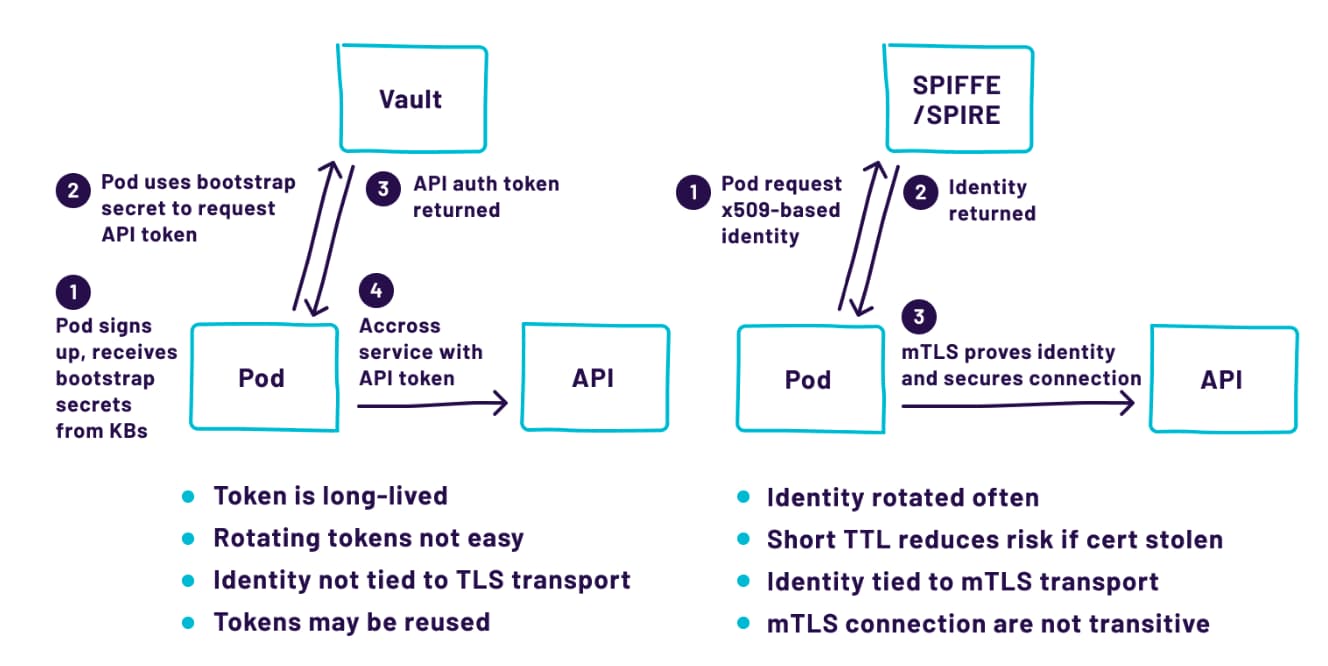 Vault
2
Pod uses bootstrap
secret to request
API token
3
API auth token
returned
1
Pod signs
up, receives
bootstrap
secrets
from KBs
Pod
4
Accross
service with
API token
API
Token is long-lived
Rotating tokens not easy
Identity not tied to TLS transport
Tokens may be reused
SPIFFE
/SPIRE
1
Pod request
x509-based
identity
2
Identity
returned
Pod
3
mTLS proves identity
and secures connection
API
Identity rotated often
Short TTL reduces risk if cert stolen
Identity tied to mTLS transport
mTLS connection are not transitive